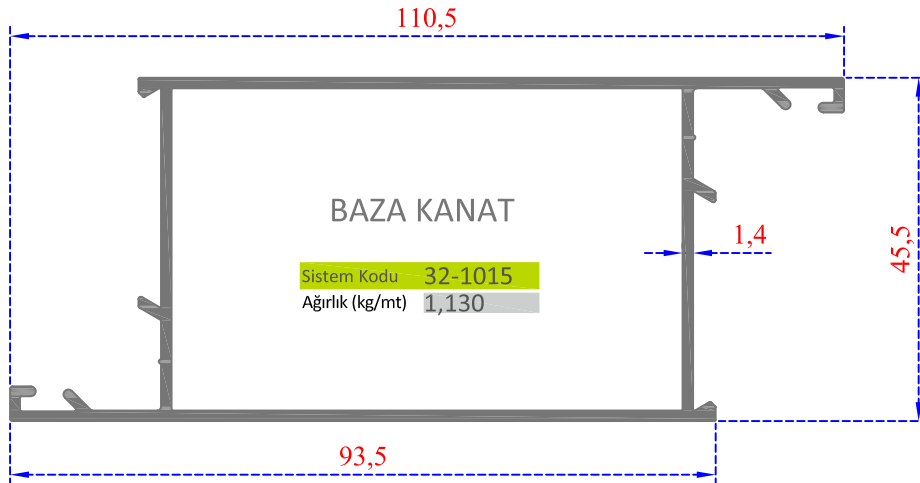 110,5
BAZA KANAT
1,4
45,5
Sistem Kodu 32-1015
Ağırlık (kg/mt) 1,130
93,5